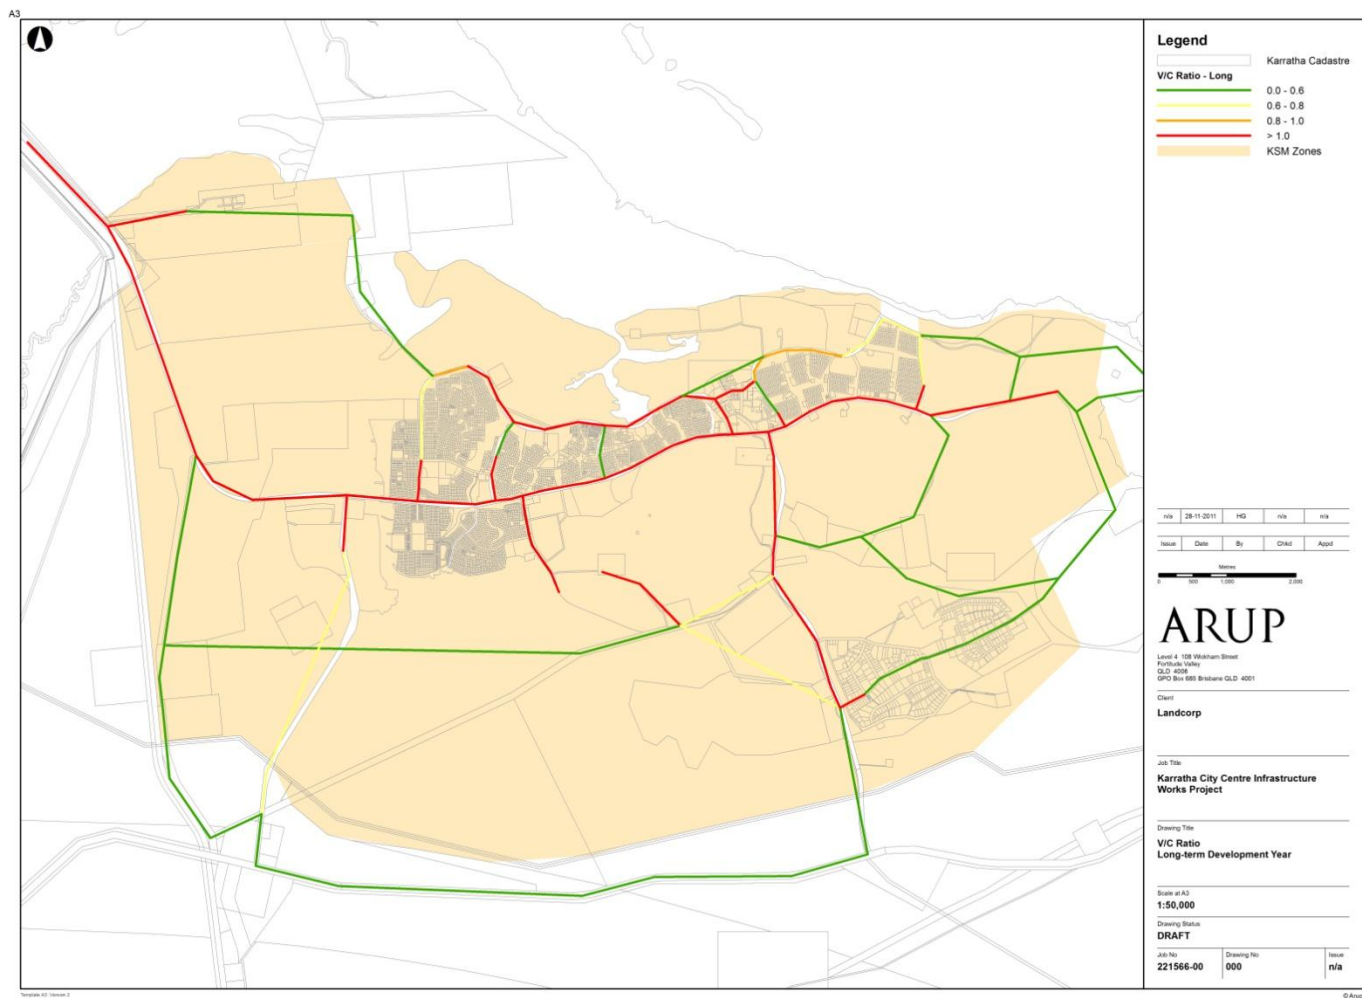 A3
Legend
Karratha Cadastre
V/C Ratio - Long
0.0 - 0.6
0.6 - 0.8
0.8 - 1.0
> 1.0
KSM Zones
n/a 28-11-2011 HG n/a n/a
Issue Date By Chkd Appd
Metres
0 500 1,000 2,000
ARUP
Level 4 108 Wickham Street
Fortitude Valley
QLD 4006
GPO Box 685 Brisbane QLD 4001
Client
Landcorp
Job Title
Karratha City Centre Infrastructure
Works Project
Drawing Title
V/C Ratio
Long-term Development Year
Scale at A3
1:50,000
Drawing Status
DRAFT
Job No Drawing No Issue
221566-00 000 n/a
© Arup